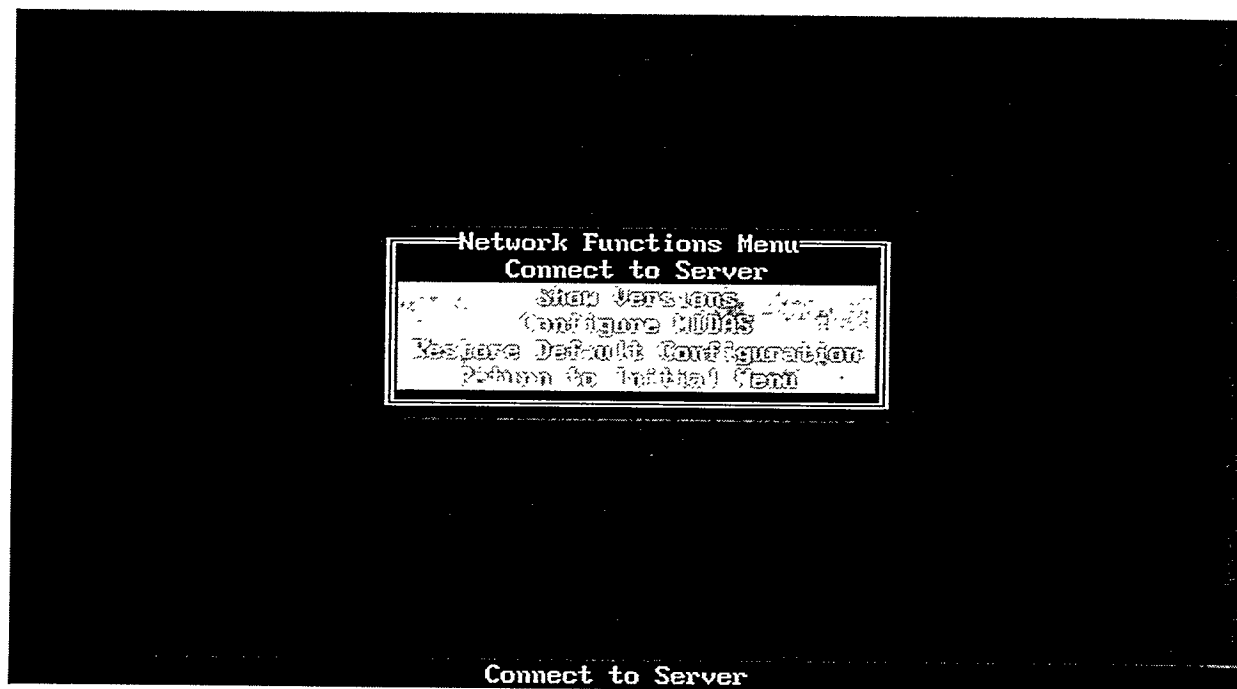 Network Functions Menu
Connect to Server
Show Versions
Configure MIDAS
Restore Default Configuration
Return to Initial Menu
Connect to Server